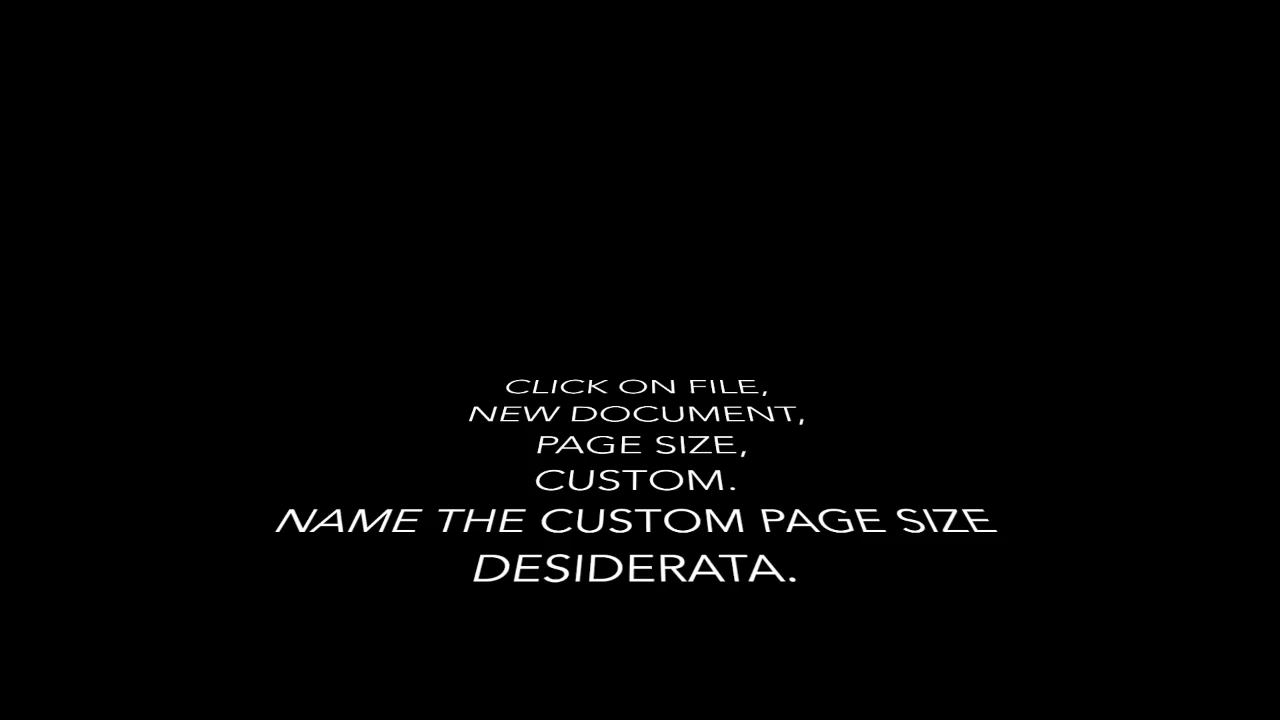 CLICK ON FILE,
NEW DOCUMENT,
PAGE SIZE,
CUSTOM.
NAME THE CUSTOM PAGE SIZE
DESIDERATA.